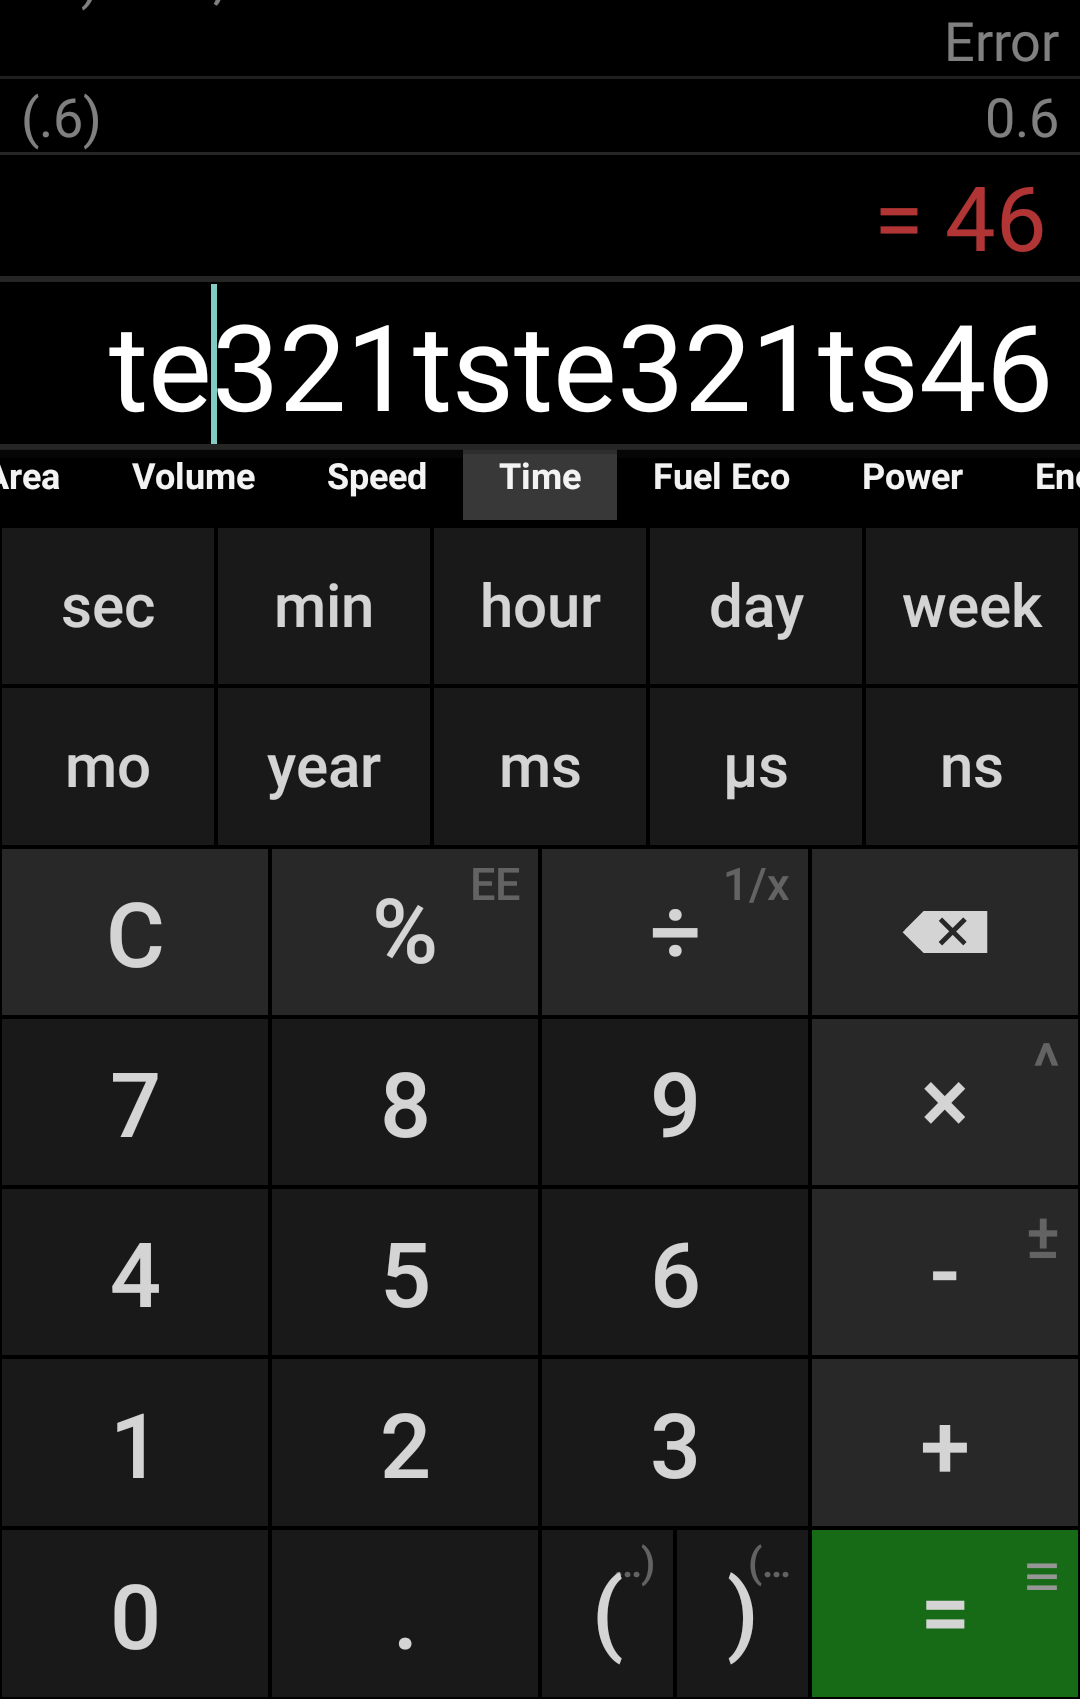 Error
(.6) 0.6
= 46
te321tste321ts46
Area Volume Speed Time Fuel Eco Power
sec min hour day week
mo year ms µs ns
C % EE ÷ 1/x
7 8 9 × ^
4 5 6 - ±
1 2 3 +
0 . ( ..) ) (... = ≡